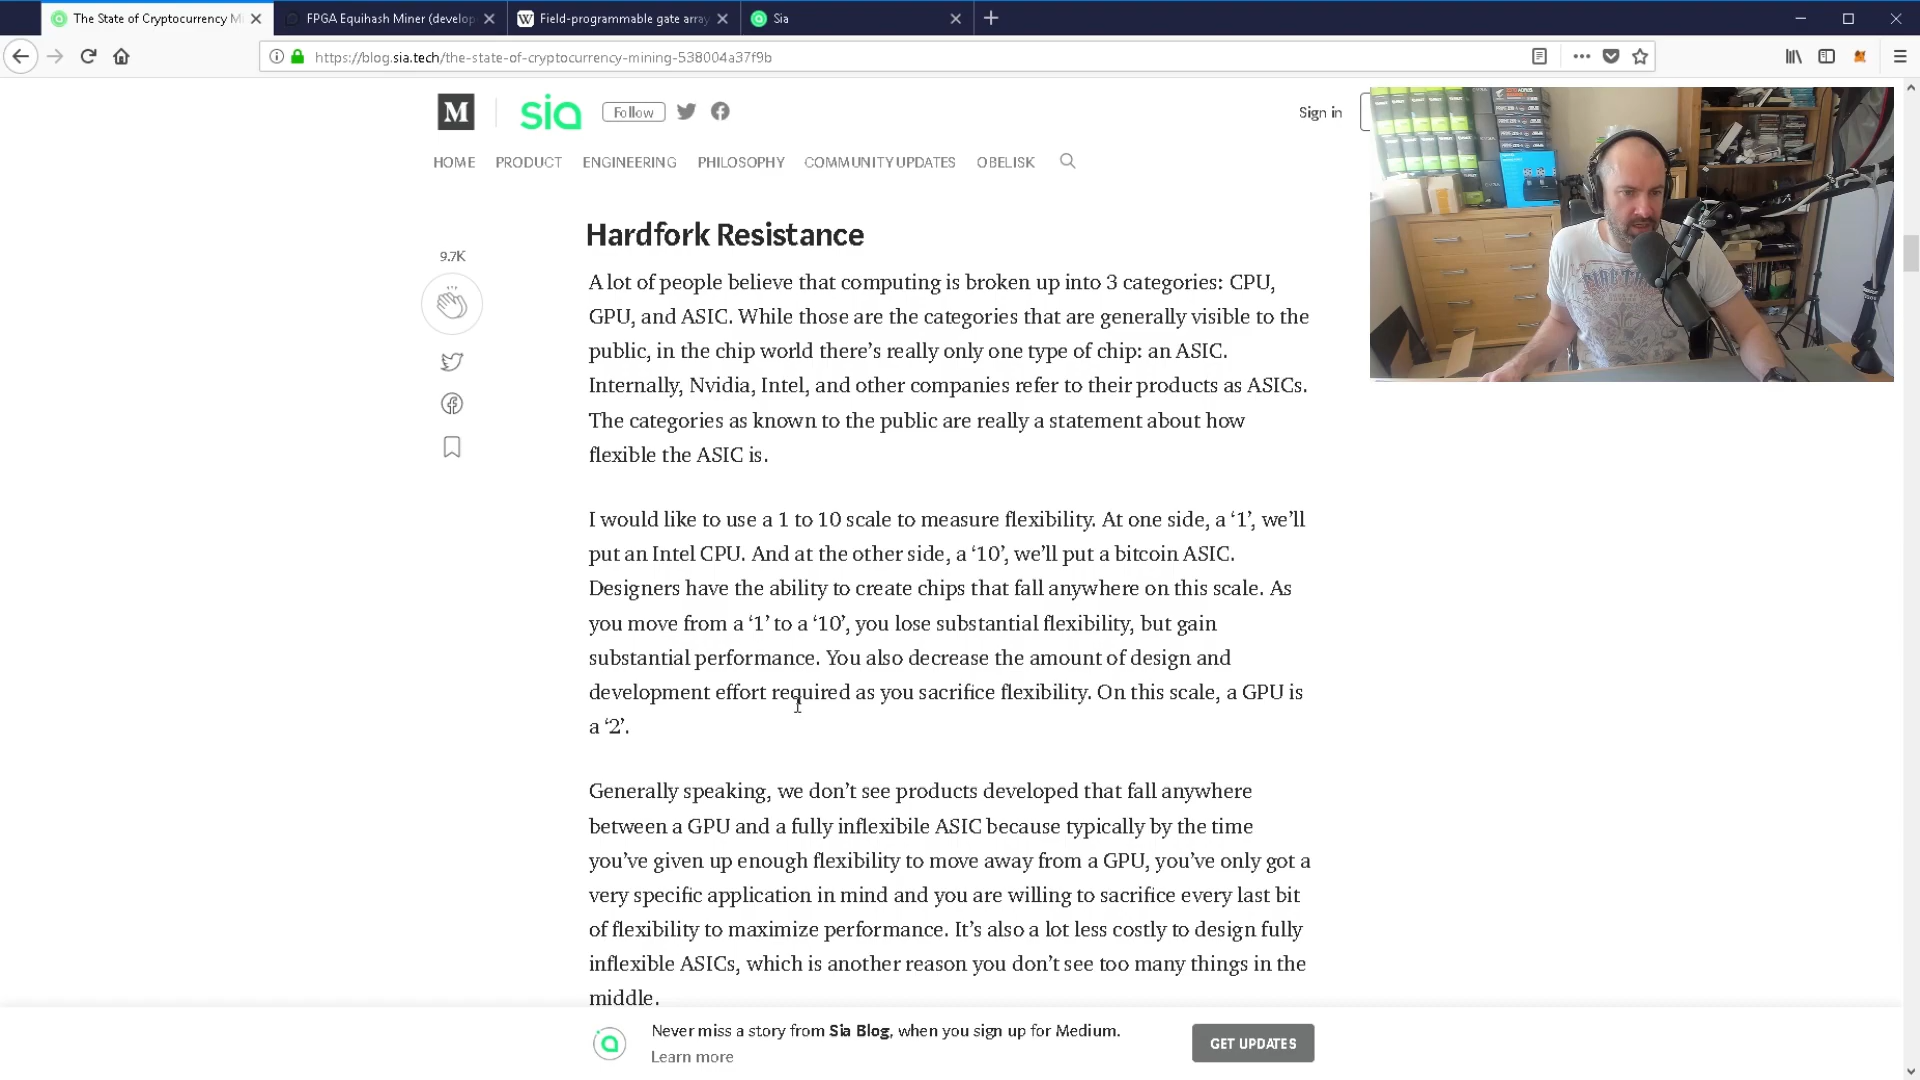 The State of Cryptocurrency Mi
FPGA Equihash Miner (develop
W Field-programmable gate array
Sia
https://blog.sia.tech/the-state-of-cryptocurrency-mining-538004a37f9b
M
sia
Follow
Sign in
HOME
PRODUCT
ENGINEERING
PHILOSOPHY
COMMUNITY UPDATES
OBELISK
9.7K
Hardfork Resistance
A lot of people believe that computing is broken up into 3 categories: CPU,
GPU, and ASIC. While those are the categories that are generally visible to the
public, in the chip world there’s really only one type of chip: an ASIC.
Internally, Nvidia, Intel, and other companies refer to their products as ASICs.
The categories as known to the public are really a statement about how
flexible the ASIC is.
I would like to use a 1 to 10 scale to measure flexibility. At one side, a ‘1’, we’ll
put an Intel CPU. And at the other side, a ‘10’, we’ll put a bitcoin ASIC.
Designers have the ability to create chips that fall anywhere on this scale. As
you move from a ‘1’ to a ‘10’, you lose substantial flexibility, but gain
substantial performance. You also decrease the amount of design and
development effort required as you sacrifice flexibility. On this scale, a GPU is
a ‘2’.
Generally speaking, we don’t see products developed that fall anywhere
between a GPU and a fully inflexibile ASIC because typically by the time
you’ve given up enough flexibility to move away from a GPU, you’ve only got a
very specific application in mind and you are willing to sacrifice every last bit
of flexibility to maximize performance. It’s also a lot less costly to design fully
inflexible ASICs, which is another reason you don’t see too many things in the
middle.
Never miss a story from Sia Blog, when you sign up for Medium.
Learn more
GET UPDATES